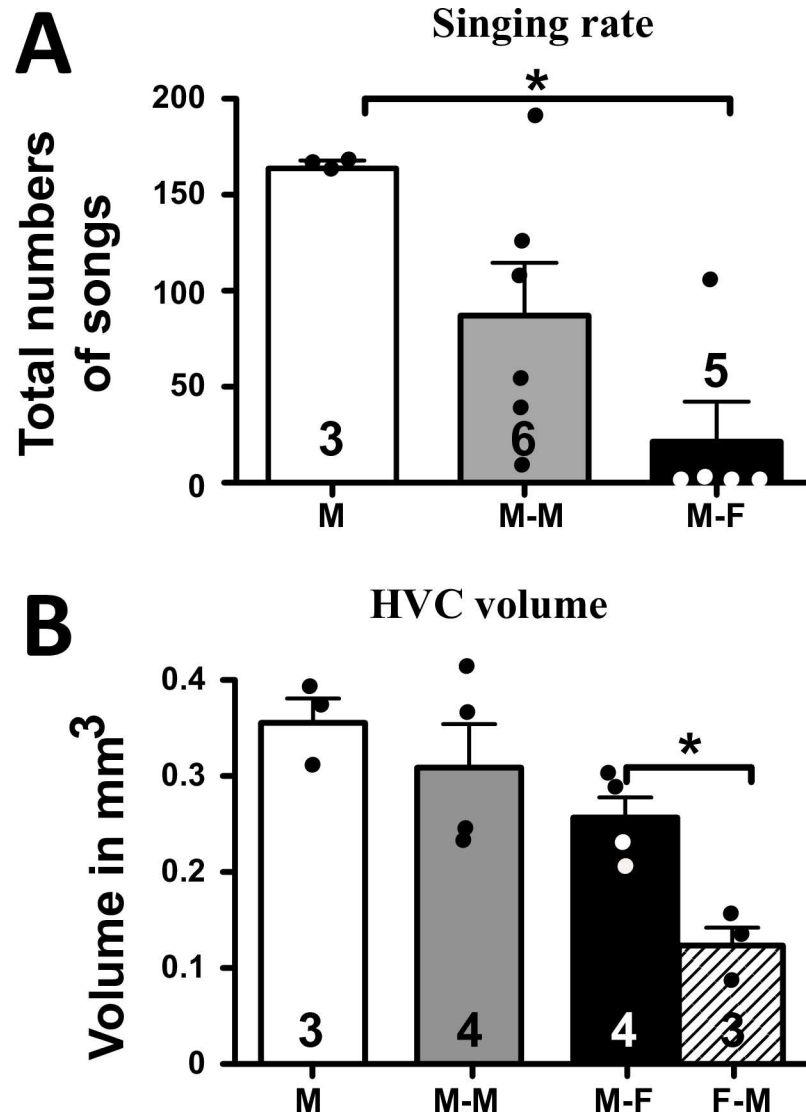 A
Singing rate
*
Total numbers
of songs
200
150
100
50
0
3
6
5
M
M-M
M-F
B
HVC volume
*
Volume in mm3
0.4
0.3
0.2
0.1
0
3
4
4
3
M
M-M
M-F
F-M